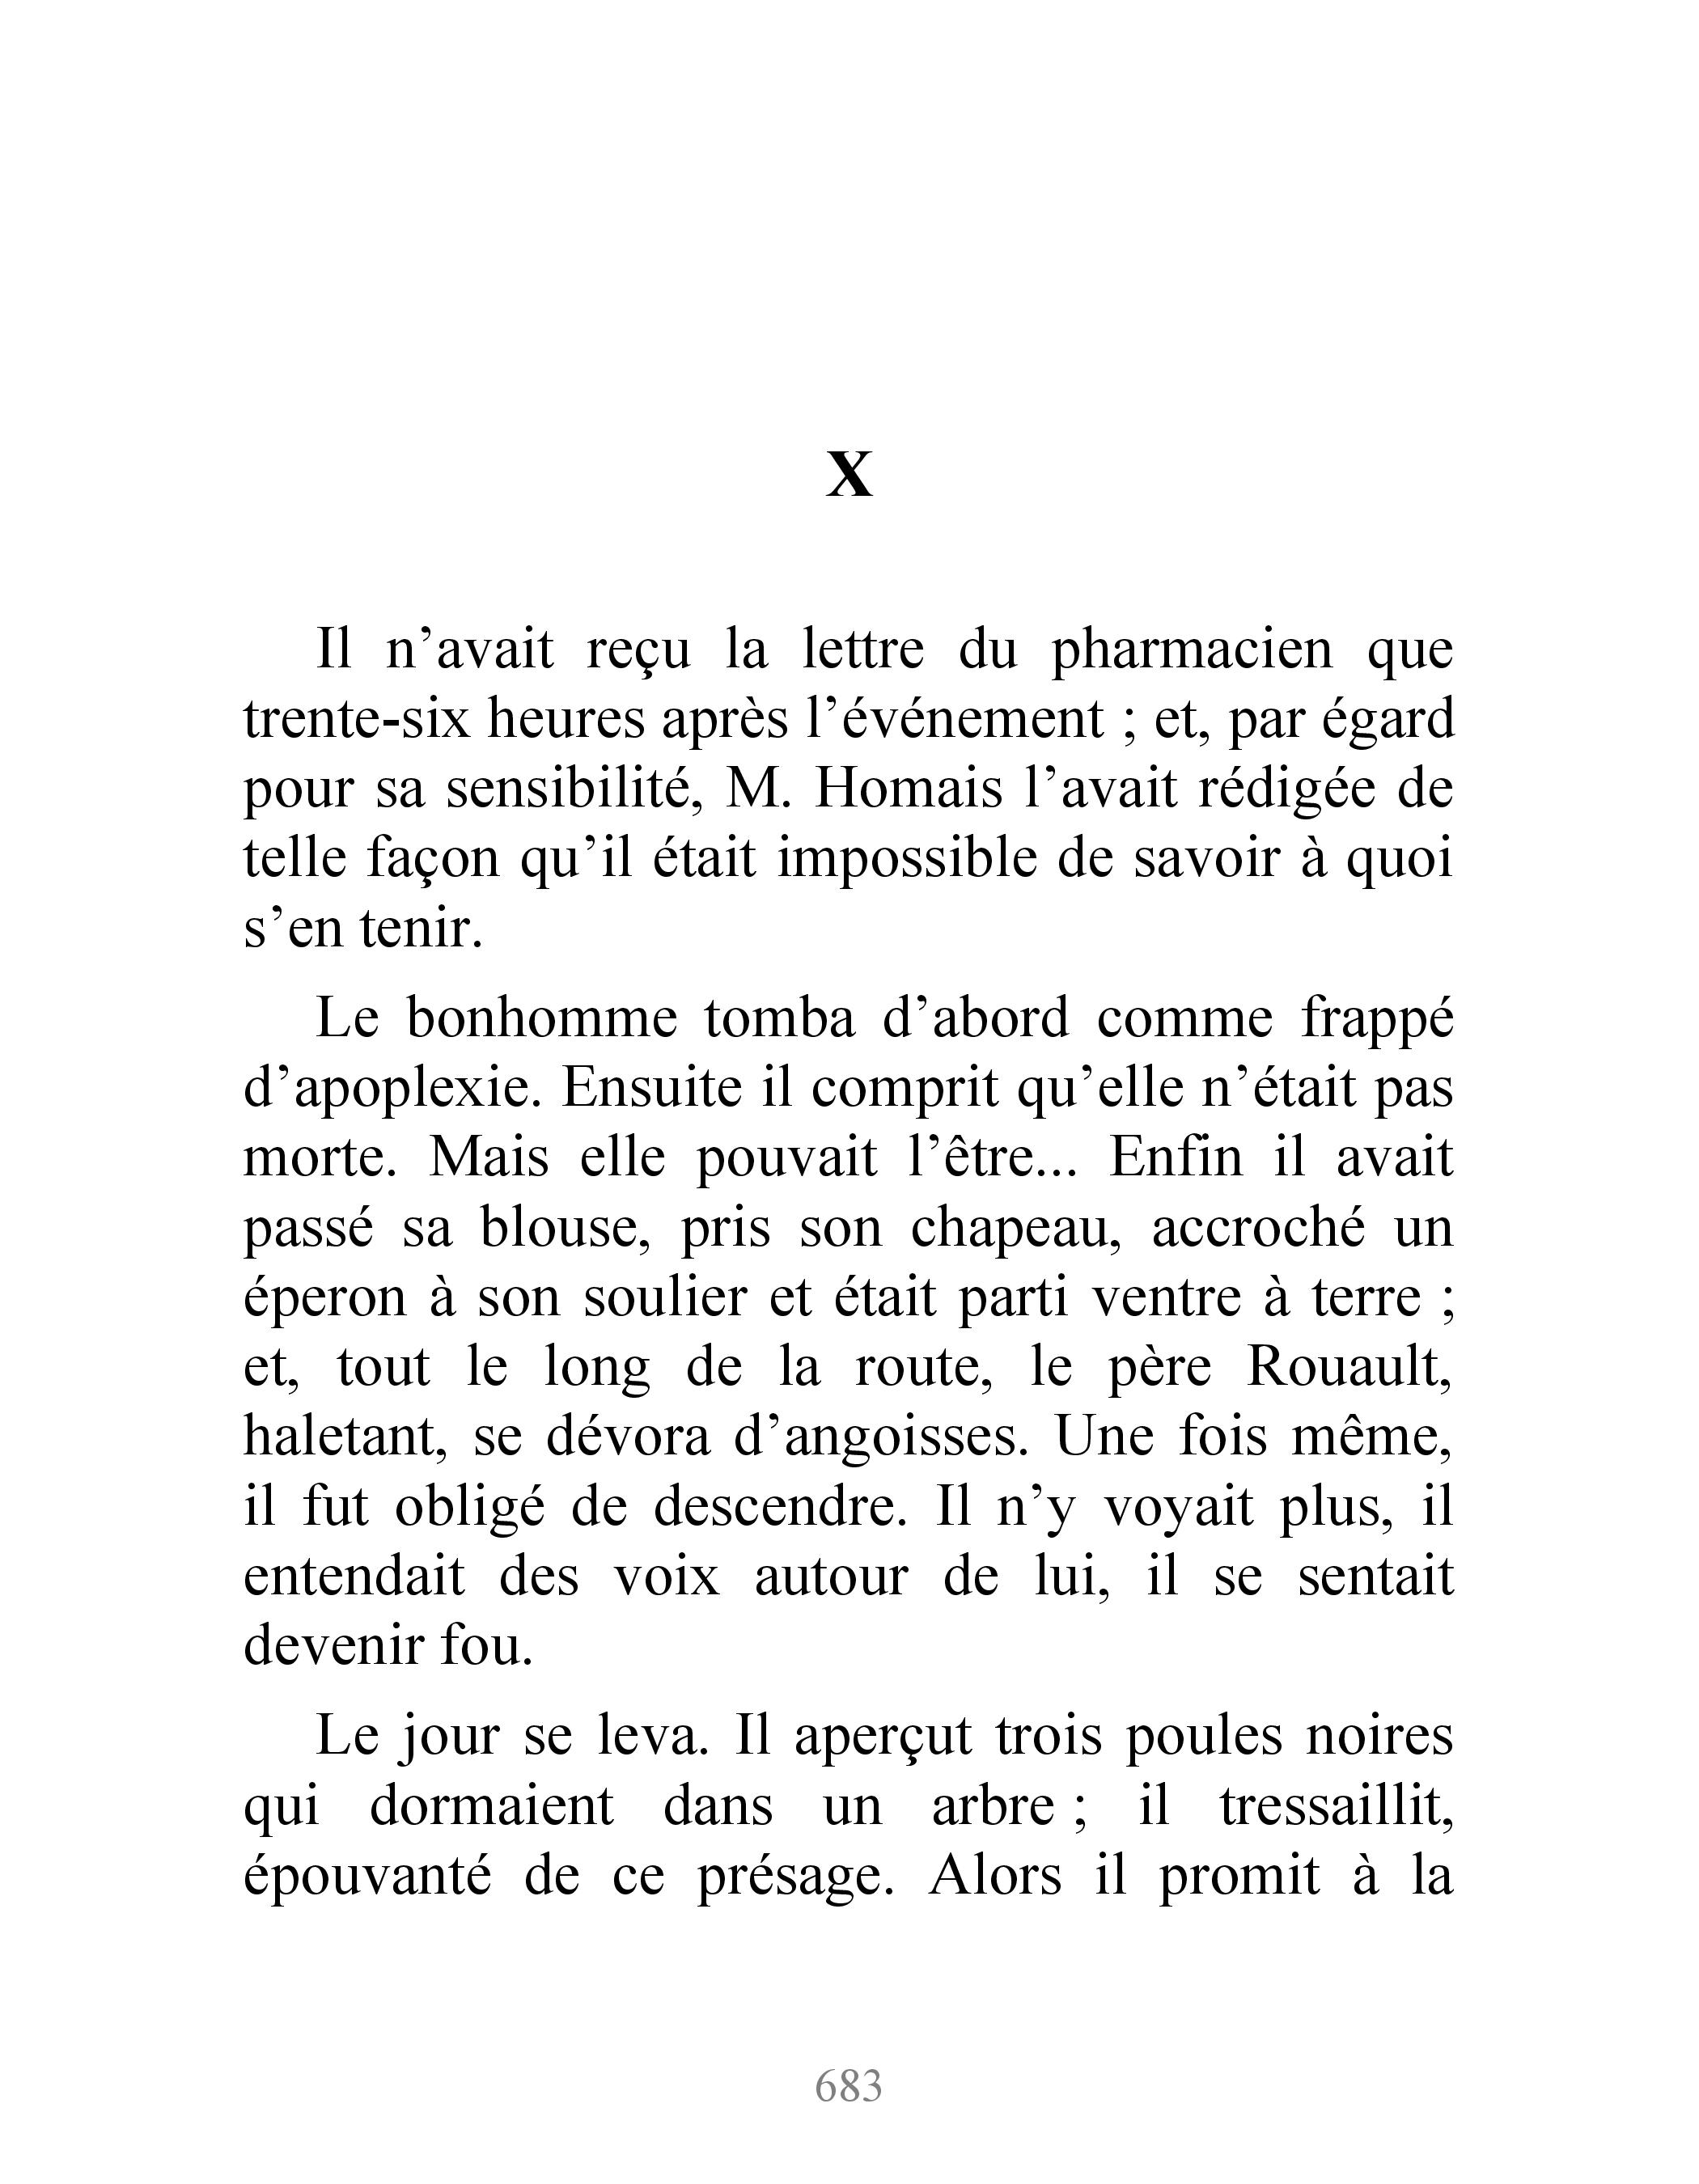 X
Il n’avait reçu la lettre du pharmacien que
trente-six heures après l’événement ; et, par égard
pour sa sensibilité, M. Homais l’avait rédigée de
telle façon qu’il était impossible de savoir à quoi
s’en tenir.
Le bonhomme tomba d’abord comme frappé
d’apoplexie. Ensuite il comprit qu’elle n’était pas
morte. Mais elle pouvait l’être... Enfin il avait
passé sa blouse, pris son chapeau, accroché un
éperon à son soulier et était parti ventre à terre ;
et, tout le long de la route, le père Rouault,
haletant, se dévora d’angoisses. Une fois même,
il fut obligé de descendre. Il n’y voyait plus, il
entendait des voix autour de lui, il se sentait
devenir fou.
Le jour se leva. Il aperçut trois poules noires
qui dormaient dans un arbre ; il tressaillit,
épouvanté de ce présage. Alors il promit à la
683